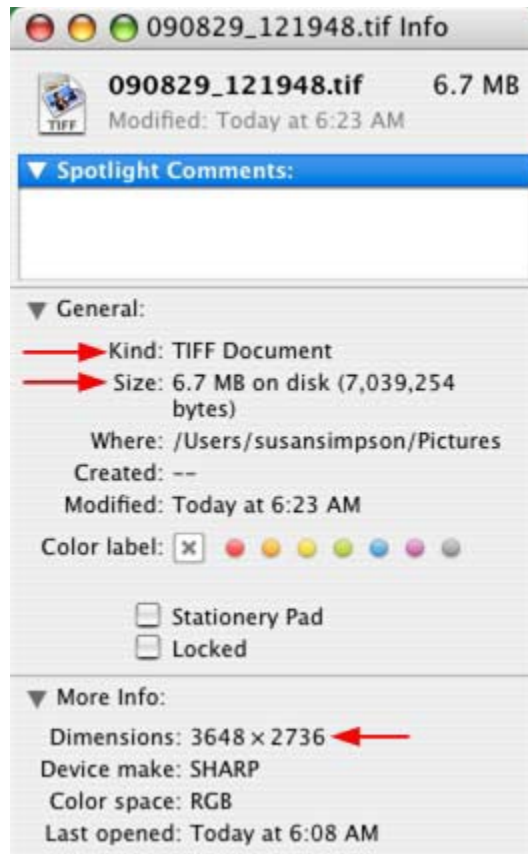 090829_121948.tif Info
090829_121948.tif 6.7 MB
Modified: Today at 6:23 AM
TIFF
Spotlight Comments:
General:
Kind: TIFF Document
Size: 6.7 MB on disk (7,039,254
bytes)
Where: /Users/susansimpson/Pictures
Created: --
Modified: Today at 6:23 AM
Color label:
Stationery Pad
Locked
More Info:
Dimensions: 3648 × 2736
Device make: SHARP
Color space: RGB
Last opened: Today at 6:08 AM